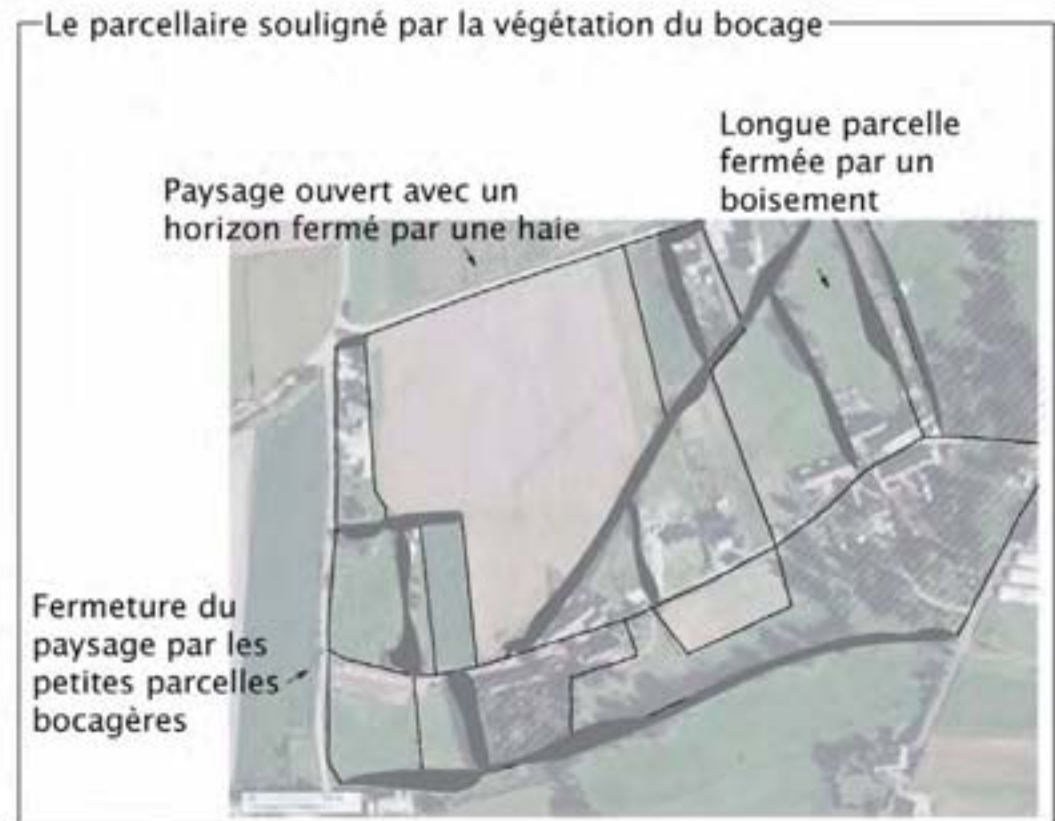 Le parcellaire souligné par la végétation du bocage
Longue parcelle
fermée par un
boisement
Paysage ouvert avec un
horizon fermé par une haie
Fermeture du
paysage par les
petites parcelles
bocagères